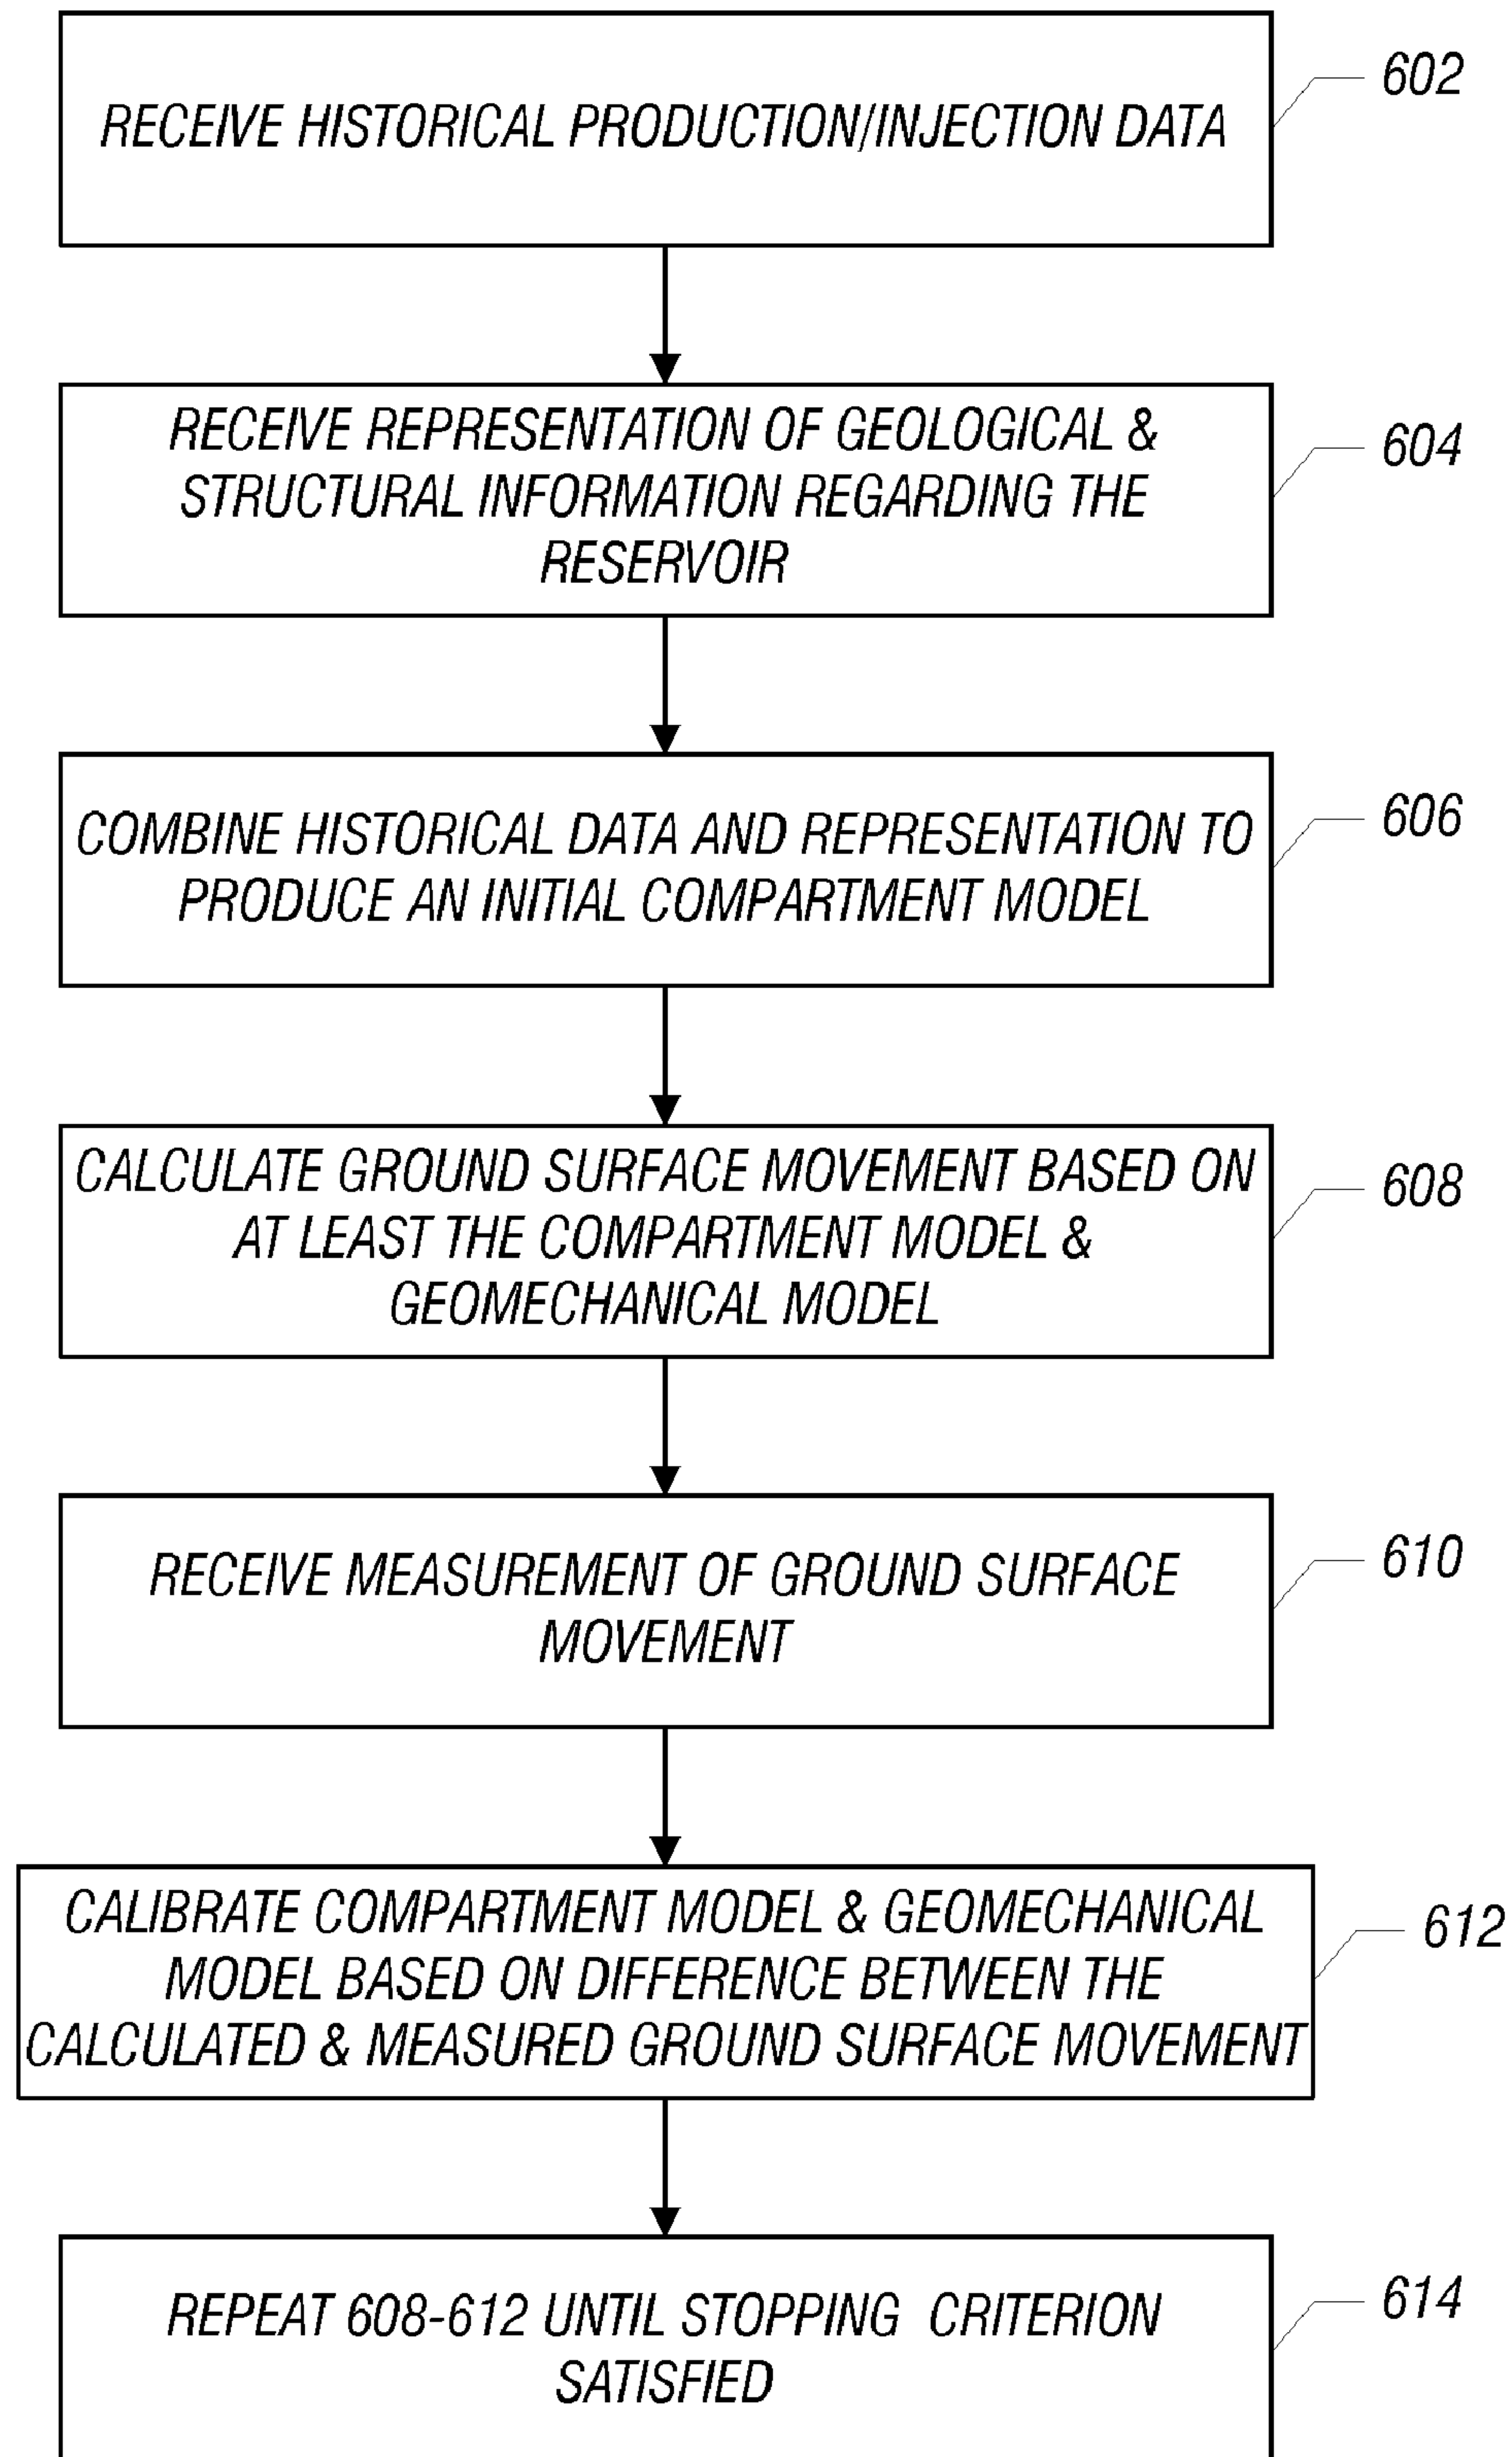 RECEIVE HISTORICAL PRODUCTION/INJECTION DATA
602
RECEIVE REPRESENTATION OF GEOLOGICAL &
STRUCTURAL INFORMATION REGARDING THE
RESERVOIR
604
COMBINE HISTORICAL DATA AND REPRESENTATION TO
PRODUCE AN INITIAL COMPARTMENT MODEL
606
CALCULATE GROUND SURFACE MOVEMENT BASED ON
AT LEAST THE COMPARTMENT MODEL &
GEOMECHANICAL MODEL
608
RECEIVE MEASUREMENT OF GROUND SURFACE
MOVEMENT
610
CALIBRATE COMPARTMENT MODEL & GEOMECHANICAL
MODEL BASED ON DIFFERENCE BETWEEN THE
CALCULATED & MEASURED GROUND SURFACE MOVEMENT
612
REPEAT 608-612 UNTIL STOPPING CRITERION
SATISFIED
614